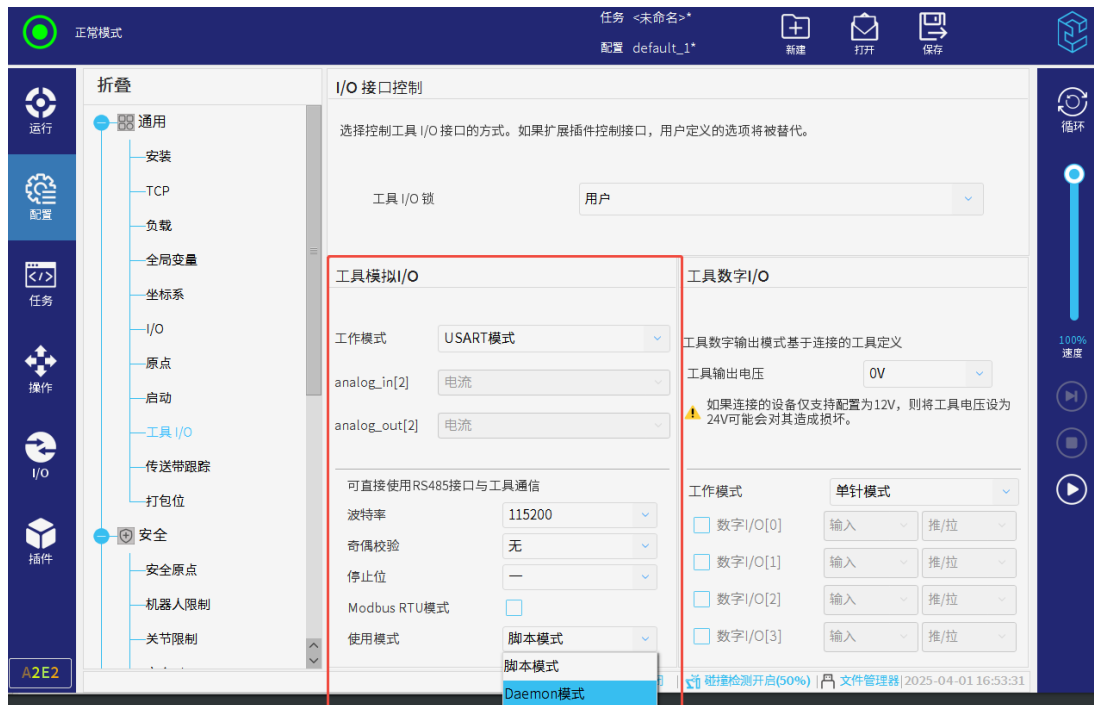 正常模式
任务 <未命名>*
配置 default_1*
新建
打开
保存
运行
配置
任务
操作
I/O
插件
A2E2
折叠
通用
安装
TCP
负载
全局变量
坐标系
I/O
原点
启动
工具 I/O
传送带跟踪
打包位
安全
安全原点
机器人限制
关节限制
I/O 接口控制
选择控制工具 I/O 接口的方式。如果扩展插件控制接口，用户定义的选项将被替代。
工具 I/O 锁 用户
工具模拟I/O
工作模式 USART模式
analog_in[2] 电流
analog_out[2] 电流
可直接使用RS485接口与工具通信
波特率 115200
奇偶校验 无
停止位 一
Modbus RTU模式
使用模式 脚本模式
脚本模式
Daemon模式
工具数字I/O
工具数字输出模式基于连接的工具定义
工具输出电压 0V
如果连接的设备仅支持配置为12V，则将工具电压设为
24V可能会对其造成损坏。
工作模式 单针模式
数字I/O[0] 输入 推/拉
数字I/O[1] 输入 推/拉
数字I/O[2] 输入 推/拉
数字I/O[3] 输入 推/拉
碰撞检测开启(50%) | 文件管理器 | 2025-04-01 16:53:31
循环
100%
速度